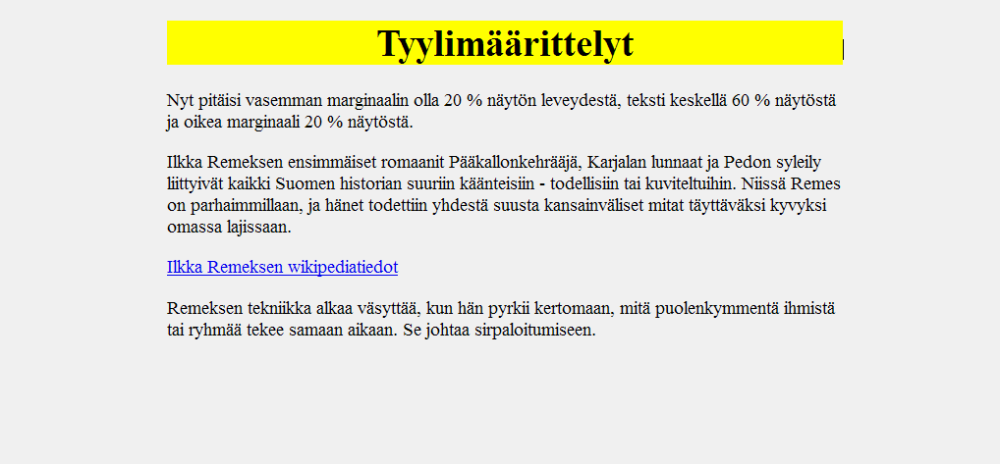 Tyylimäärittelyt
Nyt pitäisi vasemman marginaalin olla 20 % näytön leveydestä, teksti keskellä 60 % näytöstä
ja oikea marginaali 20 % näytöstä.
Ilkka Remeksen ensimmäiset romaanit Pääkallonkehrääjä, Karjalan lunnaat ja Pedon syleily
liittyivät kaikki Suomen historian suuriin käänteisiin - todellisiin tai kuviteltuihin. Niissä Remes
on parhaimmillaan, ja hänet todettiin yhdestä suusta kansainväliset mitat täyttäväksi kyvyksi
omassa lajissaan.
Ilkka Remeksen wikipediatiedot
Remeksen tekniikka alkaa väsyttää, kun hän pyrkii kertomaan, mitä puolenkymmentä ihmistä
tai ryhmää tekee samaan aikaan. Se johtaa sirpaloitumiseen.